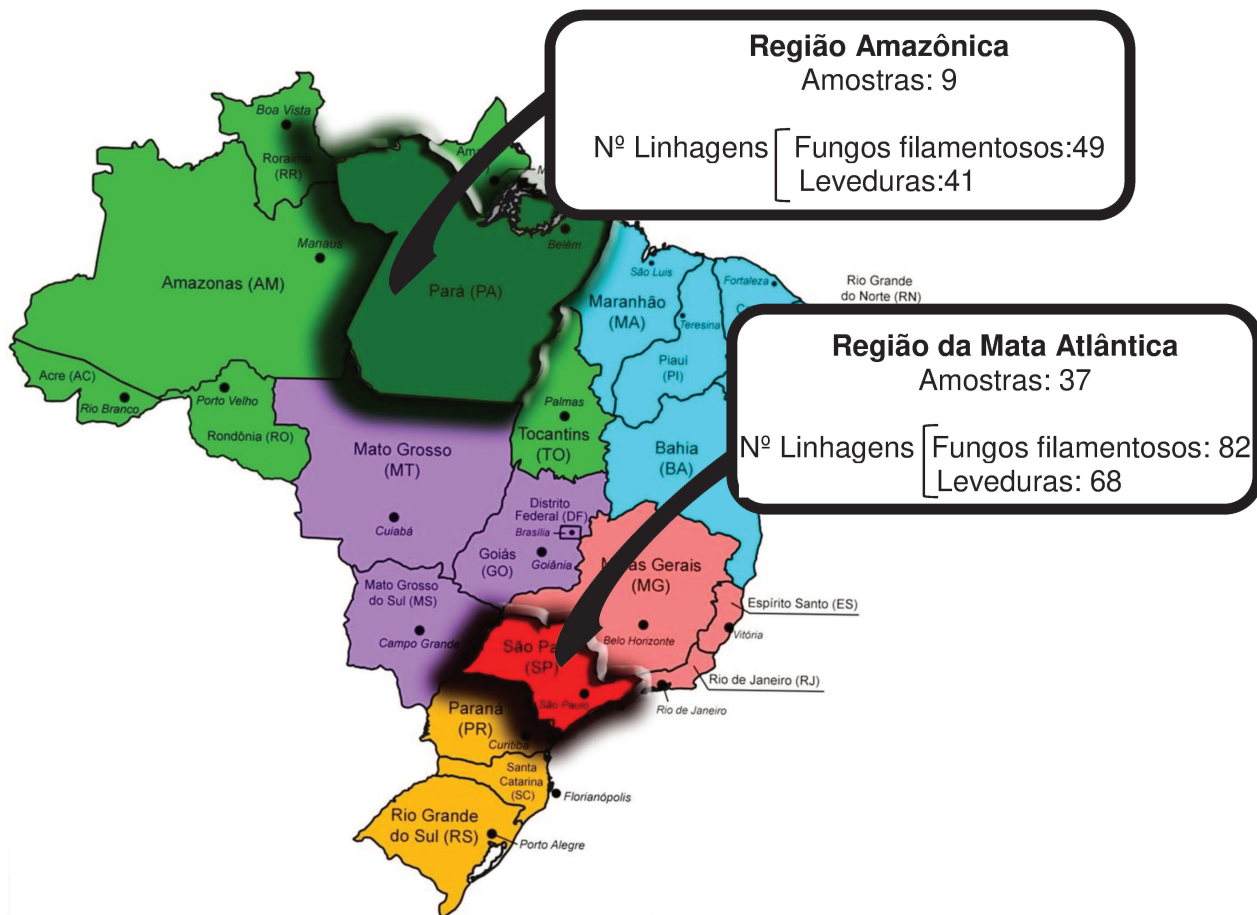 Região Amazônica
Amostras: 9
Nº Linhagens
Fungos filamentosos:49
Leveduras:41
Região da Mata Atlântica
Amostras: 37
Nº Linhagens
Fungos filamentosos: 82
Leveduras: 68
Boa Vista
Roraima
(RR)
Manaus
Amazonas (AM)
Belém
Pará (PA)
São Luis
Maranhão
(MA)
Fortaleza
Teresina
Piauí
(PI)
Rio Grande
do Norte (RN)
Acre (AC)
Rio Branco
Porto Velho
Rondônia (RO)
Palmas
Tocantins
(TO)
Mato Grosso
(MT)
Cuiabá
Bahia
(BA)
Distrito
Federal (DF)
Brasília
Goiás
(GO)
Goiânia
Gerais
(MG)
Belo Horizonte
Mato Grosso
do Sul (MS)
Campo Grande
Espírito Santo (ES)
Vitória
Rio de Janeiro (RJ)
Rio de Janeiro
São
(SP)
São Paulo
Paraná
(PR)
Curitiba
Santa
Catarina
(SC)
Florianópolis
Rio Grande
do Sul (RS)
Porto Alegre